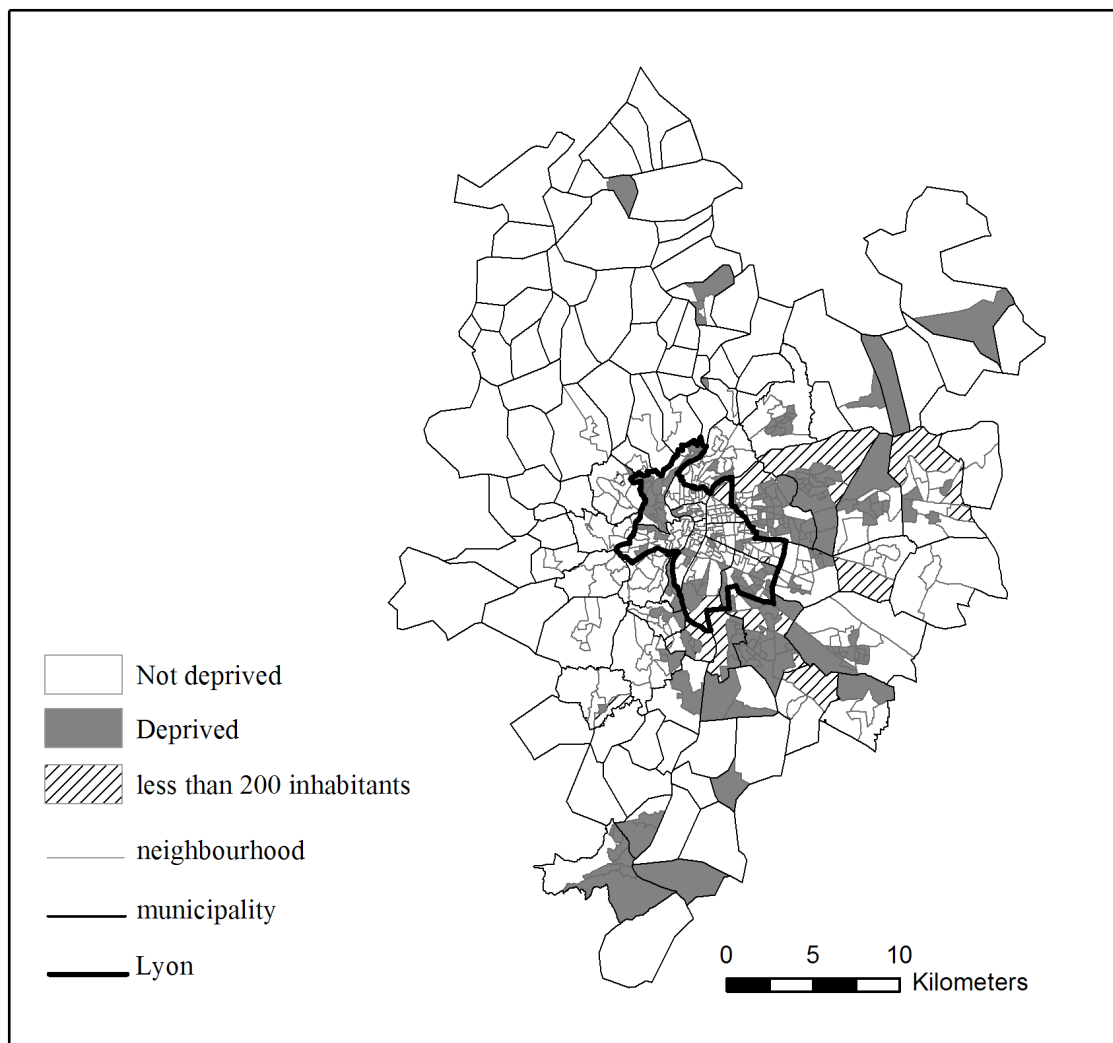 Not deprived
Deprived
less than 200 inhabitants
neighbourhood
municipality
Lyon
0 5 10
Kilometers